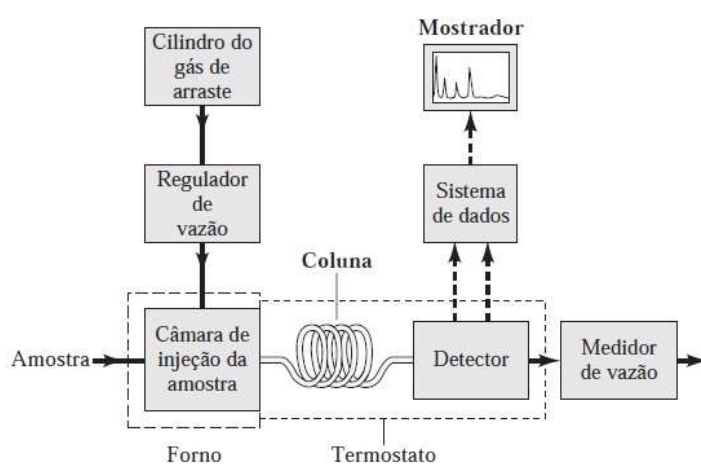 Mostrador
Cilindro do
gás de
arraste
Regulador
de
vazão
Sistema
de dados
Coluna
Amostra
Câmara de
injeção da
amostra
Detector
Medidor
de vazão
Forno
Termostato